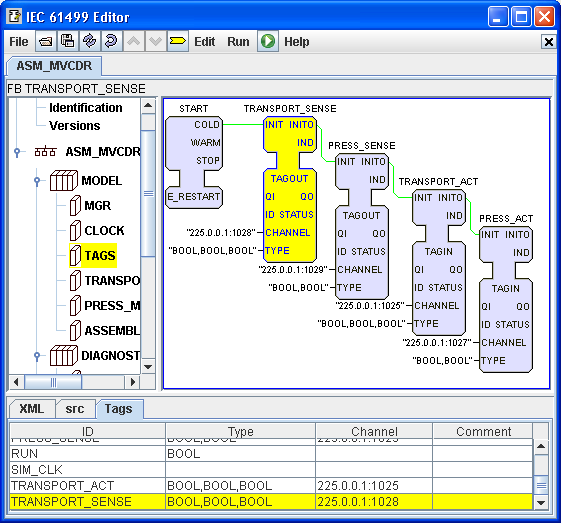 IEC 61499 Editor
File Edit Run Help
ASM_MVCDR
FB TRANSPORT_SENSE
Identification
Versions
ASM_MVCDR
MODEL
MGR
CLOCK
TAGS
TRANSPO
PRESS_M
ASSEMBL
DIAGNOST
START
COLD
WARM
STOP
E_RESTART
TRANSPORT_SENSE
INIT INITO
IND
TAGOUT
QI QO
ID STATUS
"225.0.0.1:1028" CHANNEL
"BOOL,BOOL,BOOL" TYPE
PRESS_SENSE
INIT INITO
IND
TAGOUT
QI QO
ID STATUS
"225.0.0.1:1029" CHANNEL
"BOOL,BOOL" TYPE
TRANSPORT_ACT
INIT INITO
IND
TAGIN
QI QO
ID STATUS
"225.0.0.1:1025" CHANNEL
"BOOL,BOOL,BOOL" TYPE
PRESS_ACT
INIT INITO
IND
TAGIN
QI QO
ID STATUS
"225.0.0.1:1027" CHANNEL
"BOOL,BOOL" TYPE
XML src Tags
ID Type Channel Comment
PRESS_SENSE BOOL,BOOL 225.0.0.1:1029
RUN BOOL
SIM_CLK
TRANSPORT_ACT BOOL,BOOL,BOOL 225.0.0.1:1025
TRANSPORT_SENSE BOOL,BOOL,BOOL 225.0.0.1:1028